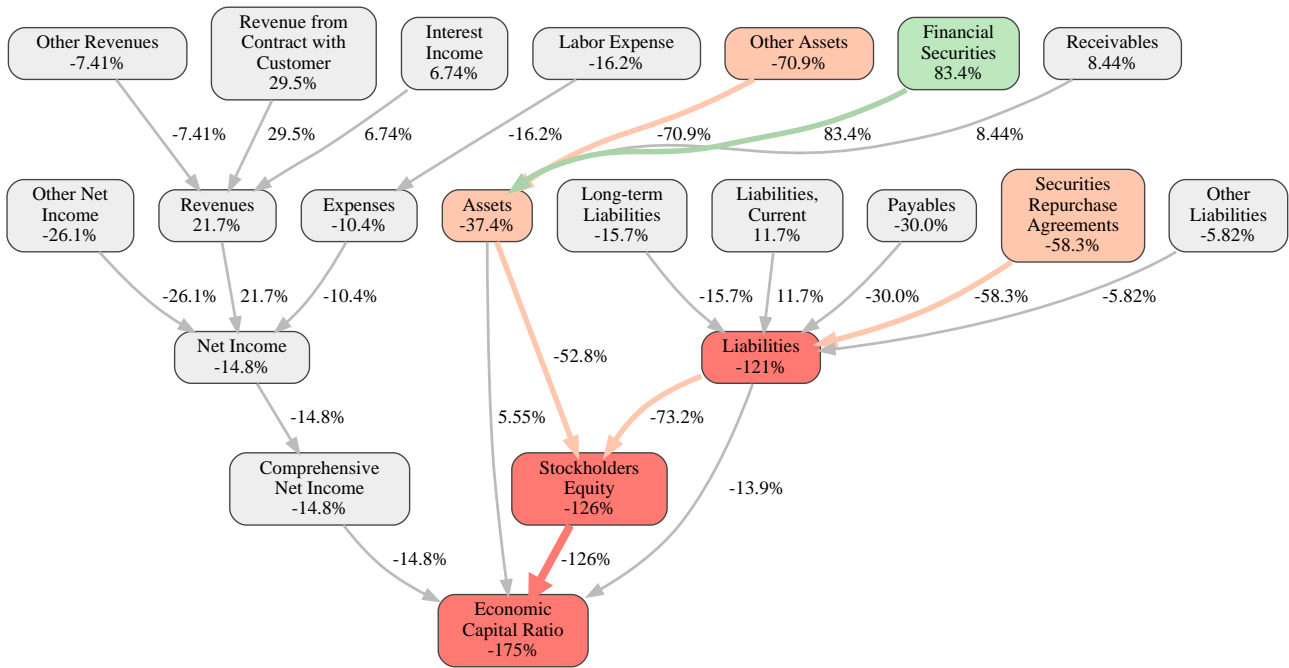 Other Revenues
-7.41%
Revenue from
Contract with
Customer
29.5%
Interest
Income
6.74%
Labor Expense
-16.2%
Other Assets
-70.9%
Financial
Securities
83.4%
Receivables
8.44%
-7.41%
29.5%
6.74%
-16.2%
-70.9%
83.4%
8.44%
Other Net
Income
-26.1%
Revenues
21.7%
Expenses
-10.4%
Assets
-37.4%
Long-term
Liabilities
-15.7%
Liabilities,
Current
11.7%
Payables
-30.0%
Securities
Repurchase
Agreements
-58.3%
Other
Liabilities
-5.82%
-26.1%
21.7%
-10.4%
-15.7%
11.7%
-30.0%
-58.3%
-5.82%
Net Income
-14.8%
-52.8%
Liabilities
-121%
-14.8%
5.55%
-73.2%
Comprehensive
Net Income
-14.8%
Stockholders
Equity
-126%
-13.9%
-14.8%
-126%
Economic
Capital Ratio
-175%